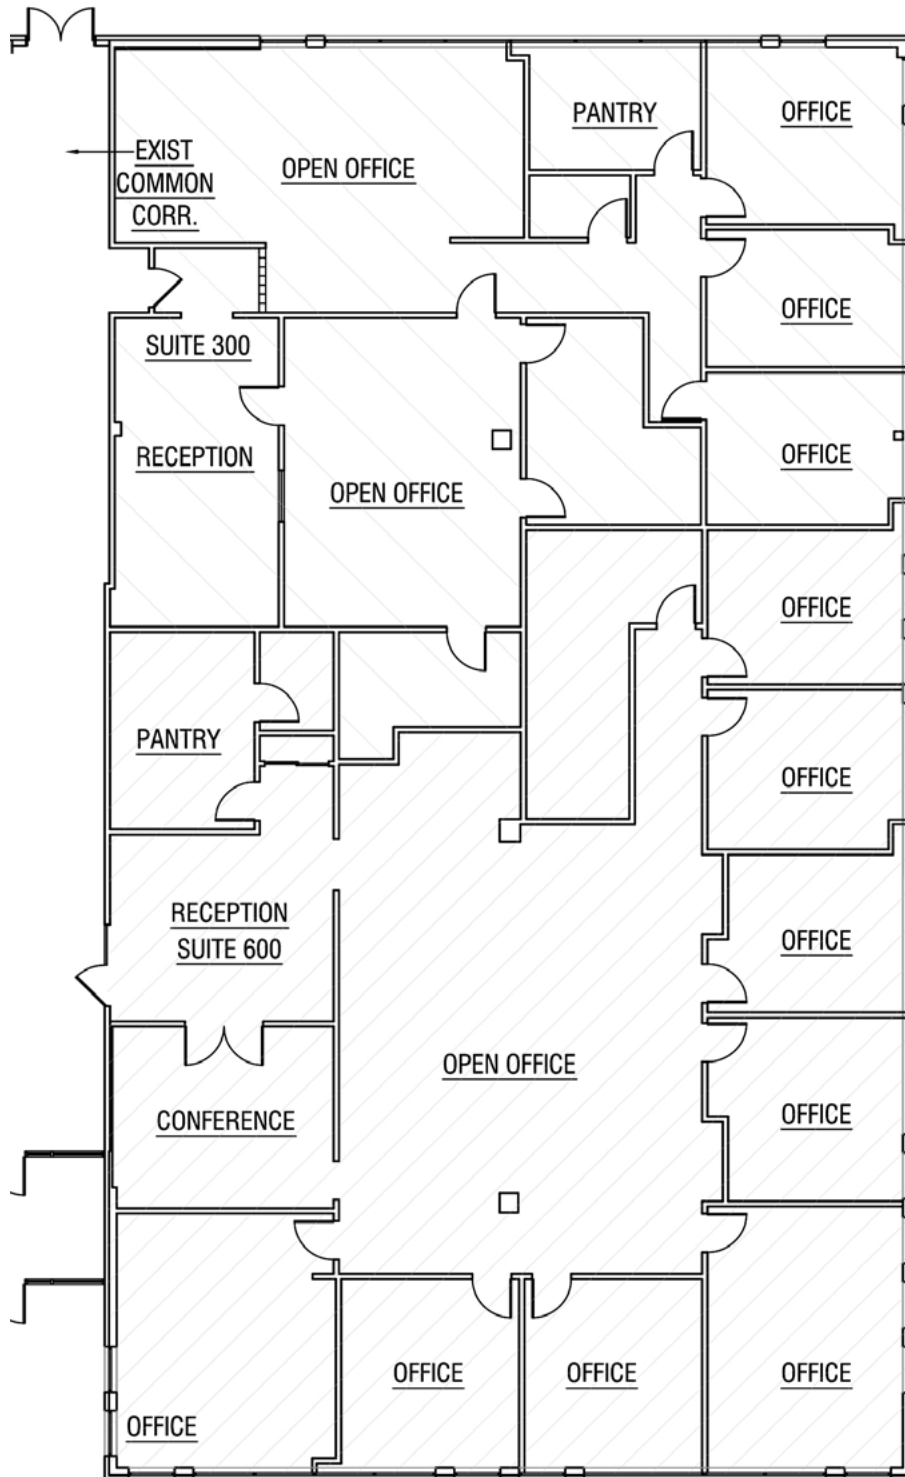 PANTRY
OFFICE
EXIST
COMMON
CORR.
OPEN OFFICE
OFFICE
SUITE 300
RECEPTION
OPEN OFFICE
OFFICE
OFFICE
PANTRY
OFFICE
RECEPTION
SUITE 600
OFFICE
OPEN OFFICE
CONFERENCE
OFFICE
OFFICE
OFFICE
OFFICE
OFFICE